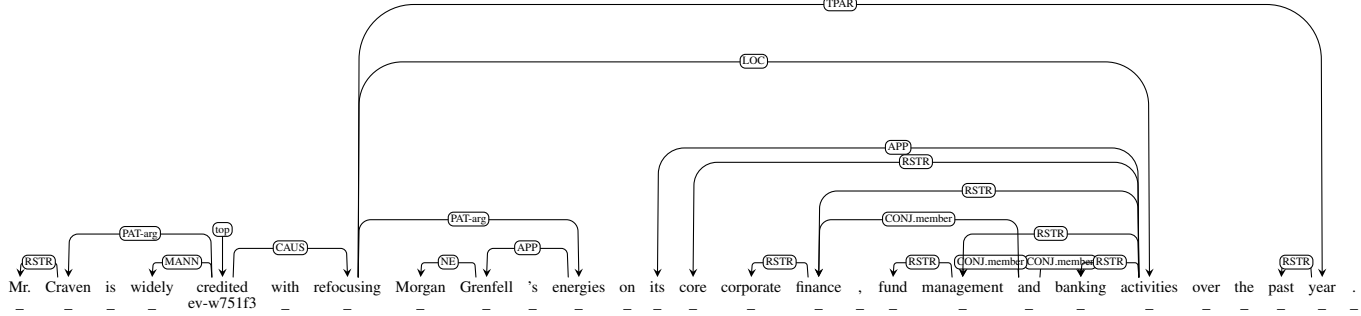 TPAR
LOC
APP
RSTR
RSTR
PAT-arg CONJ.member
PAT-arg top RSTR
CAUS APP
RSTR MANN NE RSTR RSTR CONJ.member CONJ.member RSTR RSTR
Mr. Craven is widely credited with refocusing Morgan Grenfell 's energies on its core corporate finance , fund management and banking activities over the past year .
_ _ _ _ ev-w751f3 _ _ _ _ _ _ _ _ _ _ _ _ _ _ _ _ _ _ _ _ _ _